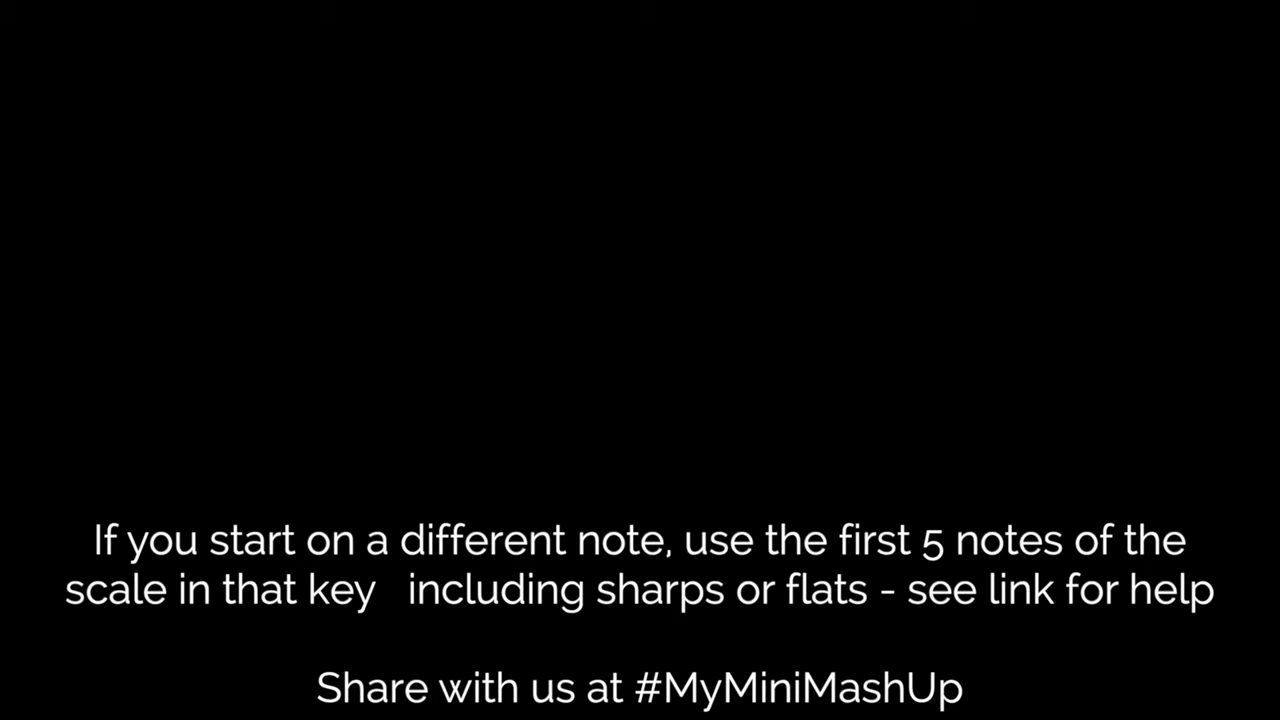 If you start on a different note, use the first 5 notes of the
scale in that key   including sharps or flats - see link for help
Share with us at #MyMiniMashUp